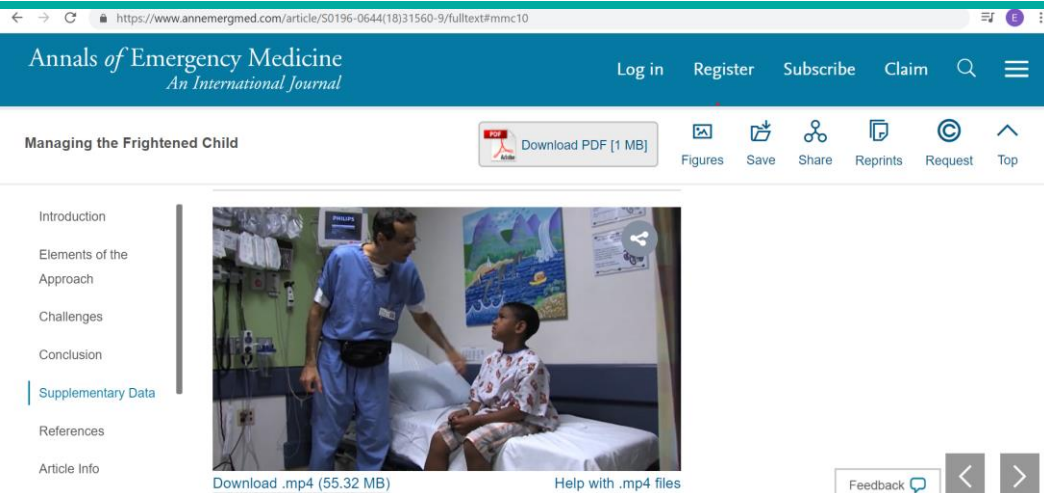 https://www.annemergmed.com/article/S0196-0644(18)31560-9/fulltext#mmc10
E
Annals of Emergency Medicine
An International Journal
Log in Register Subscribe Claim
Managing the Frightened Child
PDF
Adobe
Download PDF [1 MB]
Figures Save Share Reprints Request Top
Introduction
Elements of the
Approach
Challenges
Conclusion
Supplementary Data
References
Article Info
PHILIPS
Download .mp4 (55.32 MB) Help with .mp4 files
Feedback